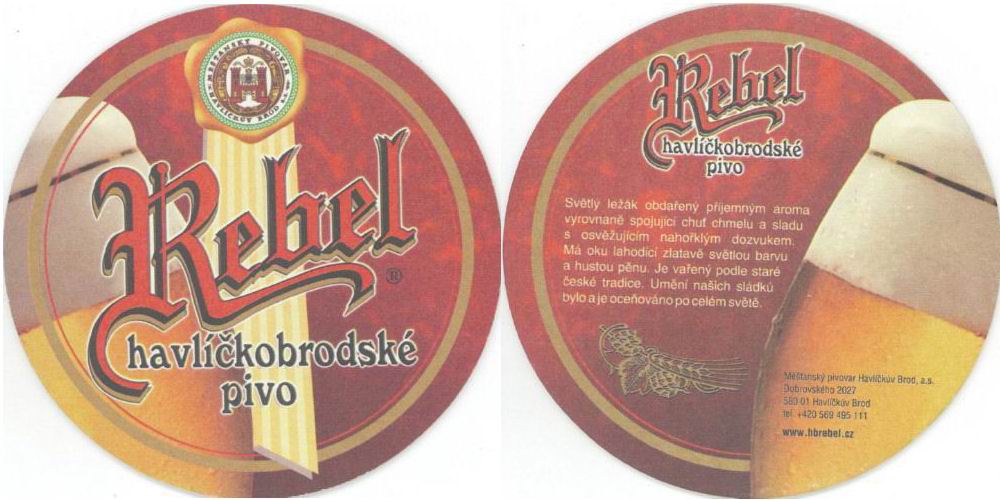 MĚŠŤANSKÝ PIVOVAR
HAVLÍČKŮV BROD
Rebel
®
havlíčkobrodské
pivo
Rebel
havlíčkobrodské
pivo
Světlý ležák obdařený příjemným aroma
vyrovnaně spojující chuť chmelu a sladu
s osvěžujícím nahořklým dozvukem.
Má oku lahodící zlatavě světlou barvu
a hustou pěnu. Je vařený podle staré
české tradice. Umění našich sládků
bylo a je oceňováno po celém světě.
Měšťanský pivovar Havlíčkův Brod, a.s.
Dobrovského 2027
580 01 Havlíčkův Brod
tel. +420 569 495 111
www.hbrebel.cz